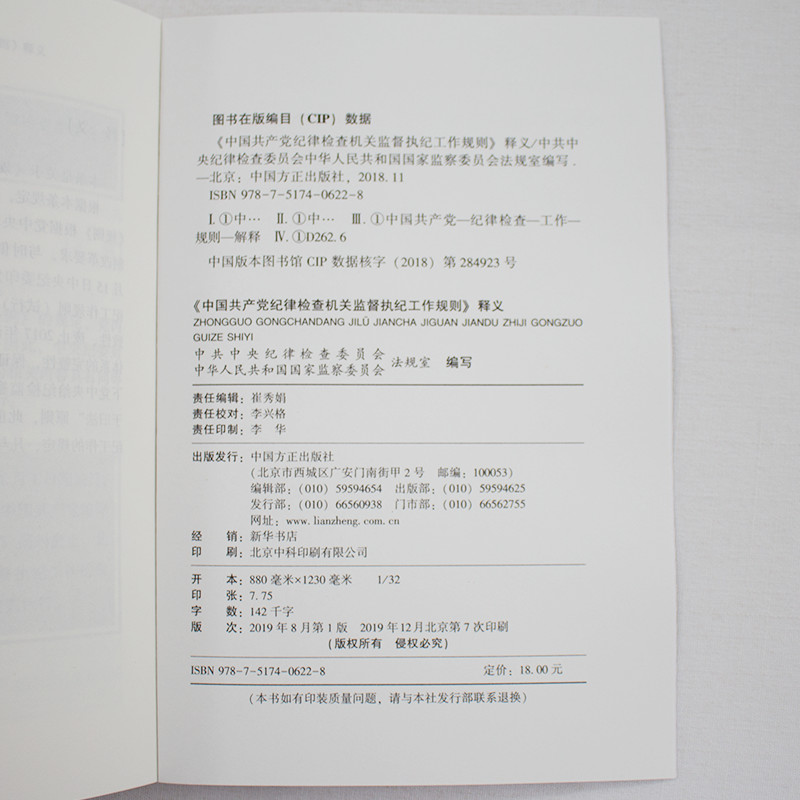 图书在版编目（CIP）数据
《中国共产党纪律检查机关监督执纪工作规则》释义/中共中
央纪律检查委员会中华人民共和国国家监察委员会法规室编写．
—北京：中国方正出版社，2018.11
ISBN 978-7-5174-0622-8
Ⅰ.①中… Ⅱ.①中… Ⅲ.①中国共产党—纪律检查—工作—
规则—解释 Ⅳ.①D262.6
中国版本图书馆 CIP 数据核字（2018）第 284923 号
《中国共产党纪律检查机关监督执纪工作规则》释义
ZHONGGUO GONGCHANDANG JILÜ JIANCHA JIGUAN JIANDU ZHIJI GONGZUO
GUIZE SHIYI
中共中央纪律检查委员会
中华人民共和国国家监察委员会 法规室 编写
责任编辑：崔秀娟
责任校对：李兴格
责任印制：李 华
出版发行：中国方正出版社
（北京市西城区广安门南街甲 2 号 邮编：100053）
编辑部：（010）59594654 出版部：（010）59594625
发行部：（010）66560938 门市部：（010）66562755
网址：www.lianzheng.com.cn
经 销：新华书店
印 刷：北京中科印刷有限公司
开 本：880 毫米×1230 毫米 1/32
印 张：7.75
字 数：142 千字
版 次：2019 年 8 月第 1 版 2019 年 12 月北京第 7 次印刷
（版权所有 侵权必究）
ISBN 978-7-5174-0622-8 定价：18.00 元
（本书如有印装质量问题，请与本社发行部联系退换）